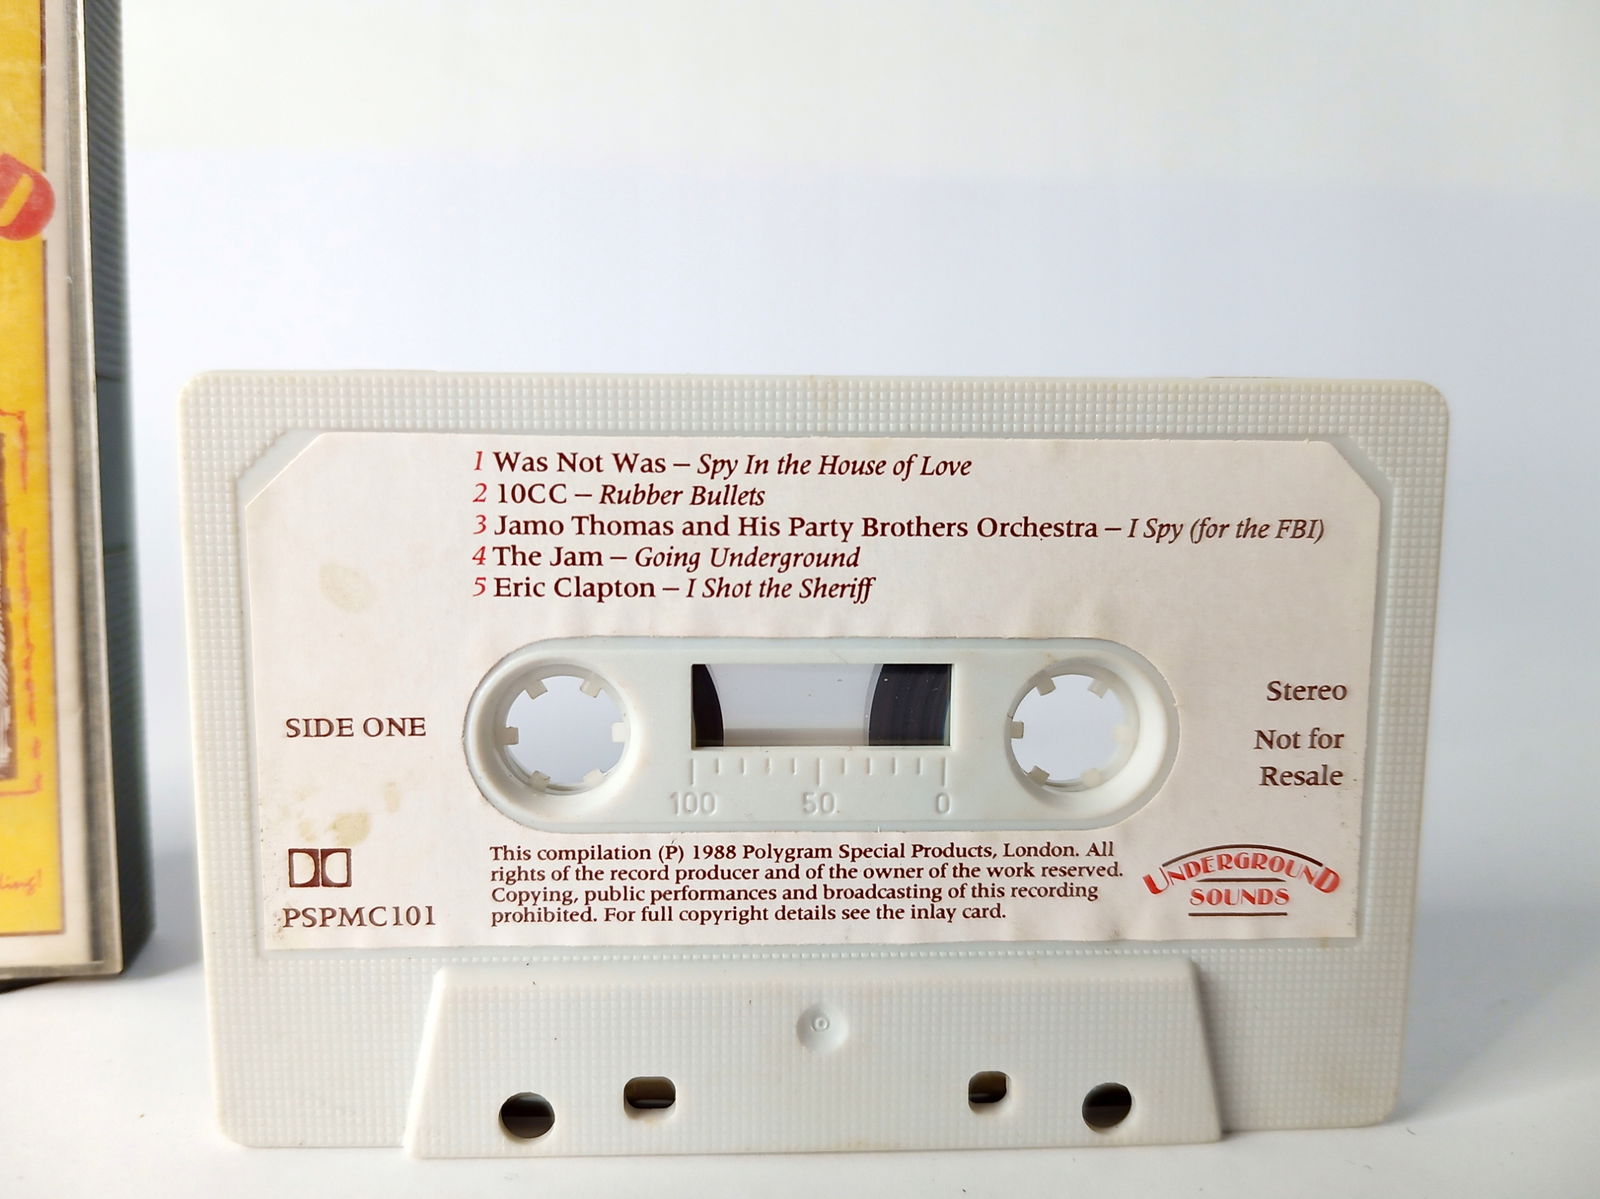 1 Was Not Was – Spy In the House of Love
2 10CC – Rubber Bullets
3 Jamo Thomas and His Party Brothers Orchestra – I Spy (for the FBI)
4 The Jam – Going Underground
5 Eric Clapton – I Shot the Sheriff
SIDE ONE
Stereo
Not for
Resale
100 50 0
This compilation (P) 1988 Polygram Special Products, London. All
rights of the record producer and of the owner of the work reserved.
Copying, public performances and broadcasting of this recording
prohibited. For full copyright details see the inlay card.
PSPMC101
UNDERGROUND
SOUNDS